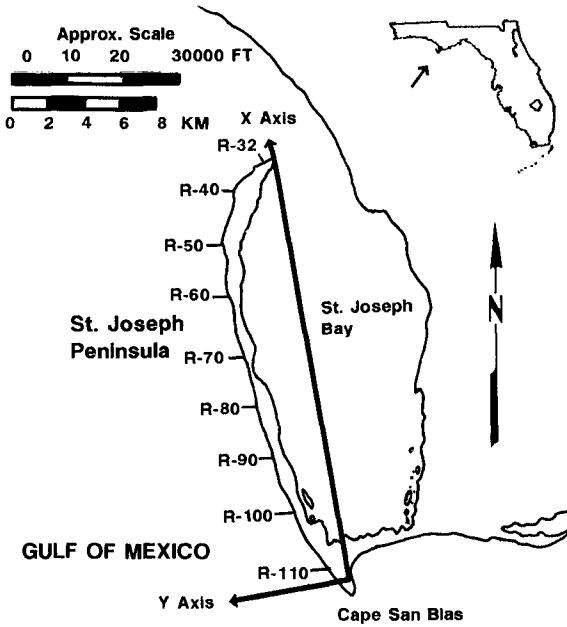 Approx. Scale
0 10 20 30000 FT
0 2 4 6 8 KM
X Axis
R-32
R-40
R-50
R-60
St. Joseph
Bay
N
St. Joseph
Peninsula
R-70
R-80
R-90
R-100
GULF OF MEXICO
R-110
Y Axis
Cape San Blas